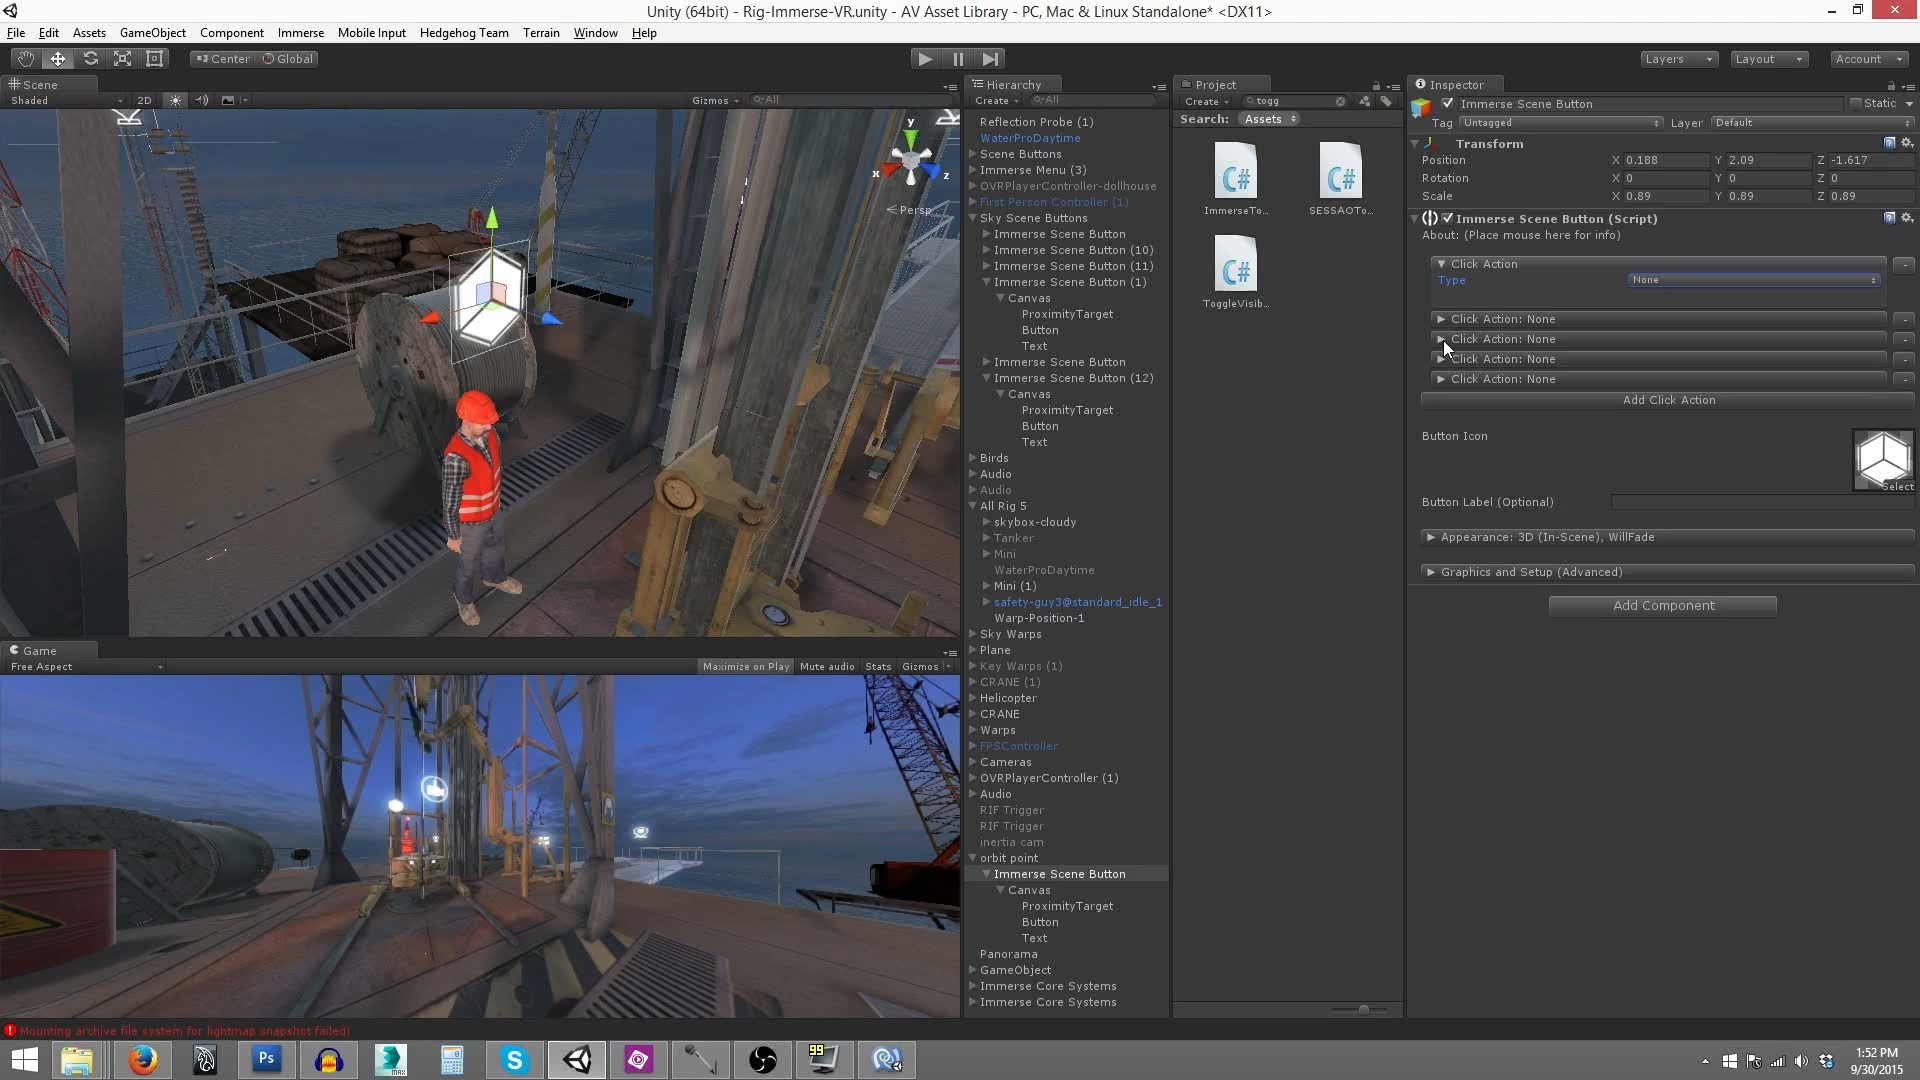 Unity (64bit) - Rig-Immerse-VR.unity - AV Asset Library - PC, Mac & Linux Standalone* <DX11>
File Edit Assets GameObject Component Immerse Mobile Input Hedgehog Team Terrain Window Help
Center Global Layers Layout Account
Scene
Shaded 2D Gizmos All
y
x
z
Persp
Game
Free Aspect Maximize on Play Mute audio Stats Gizmos
Hierarchy
Create All
Reflection Probe (1)
WaterProDaytime
Scene Buttons
Immerse Menu (3)
OVRPlayerController-dollhouse
First Person Controller (1)
Sky Scene Buttons
Immerse Scene Button
Immerse Scene Button (10)
Immerse Scene Button (11)
Immerse Scene Button (1)
Canvas
ProximityTarget
Button
Text
Immerse Scene Button
Immerse Scene Button (12)
Canvas
ProximityTarget
Button
Text
Birds
Audio
Audio
All Rig 5
skybox-cloudy
Tanker
Mini
WaterProDaytime
Mini (1)
safety-guy3@standard_idle_1
Warp-Position-1
Sky Warps
Plane
Key Warps (1)
CRANE (1)
Helicopter
CRANE
Warps
FPSController
Cameras
OVRPlayerController (1)
Audio
RIF Trigger
RIF Trigger
inertia cam
orbit point
Immerse Scene Button
Canvas
ProximityTarget
Button
Text
Panorama
GameObject
Immerse Core Systems
Immerse Core Systems
Project
Create togg
Search: Assets
C# C#
ImmerseTo... SESSAOTo...
C#
ToggleVisib...
Inspector
Immerse Scene Button Static
Tag Untagged Layer Default
Transform
Position X 0.188 Y 2.09 Z -1.617
Rotation X 0 Y 0 Z 0
Scale X 0.89 Y 0.89 Z 0.89
Immerse Scene Button (Script)
About: (Place mouse here for info)
Click Action -
Type None
Click Action: None -
Click Action: None -
Click Action: None -
Click Action: None -
Add Click Action
Button Icon
Select
Button Label (Optional)
Appearance: 3D (In-Scene), WillFade
Graphics and Setup (Advanced)
Add Component
Mounting archive file system for lightmap snapshot failed!
Ps
MAX
S
99
1:52 PM
9/30/2015